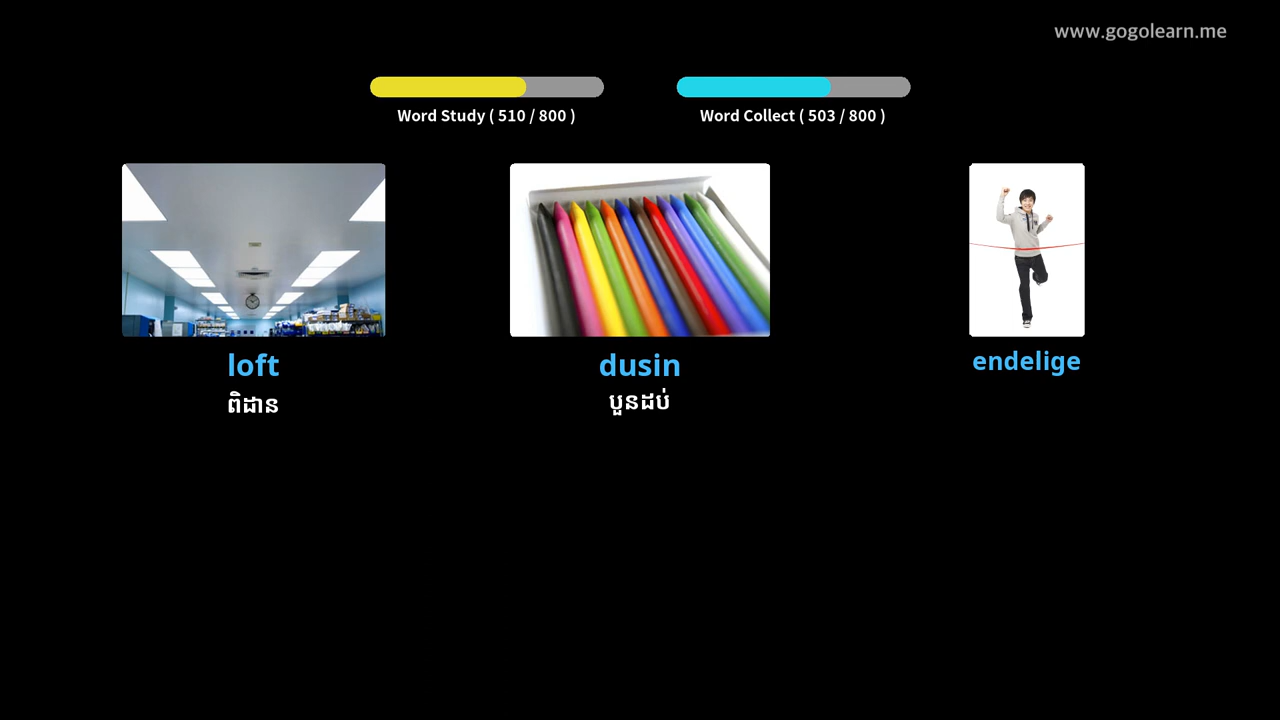 www.gogolearn.me
Word Study ( 510 / 800 )
Word Collect ( 503 / 800 )
loft
ពិដាន
dusin
បួនដប់
endelige